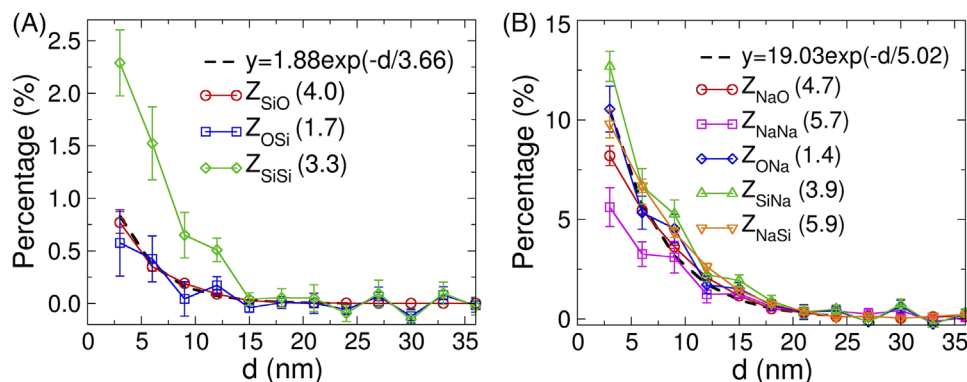 (A)
Percentage (%)
2.5
2.0
1.5
1.0
0.5
0.0
y=1.88exp(-d/3.66)
Z_SiO (4.0)
Z_OSi (1.7)
Z_SiSi (3.3)
0 5 10 15 20 25 30 35
d (nm)
(B)
Percentage (%)
15
10
5
0
y=19.03exp(-d/5.02)
Z_NaO (4.7)
Z_NaNa (5.7)
Z_ONa (1.4)
Z_SiNa (3.9)
Z_NaSi (5.9)
0 5 10 15 20 25 30 35
d (nm)